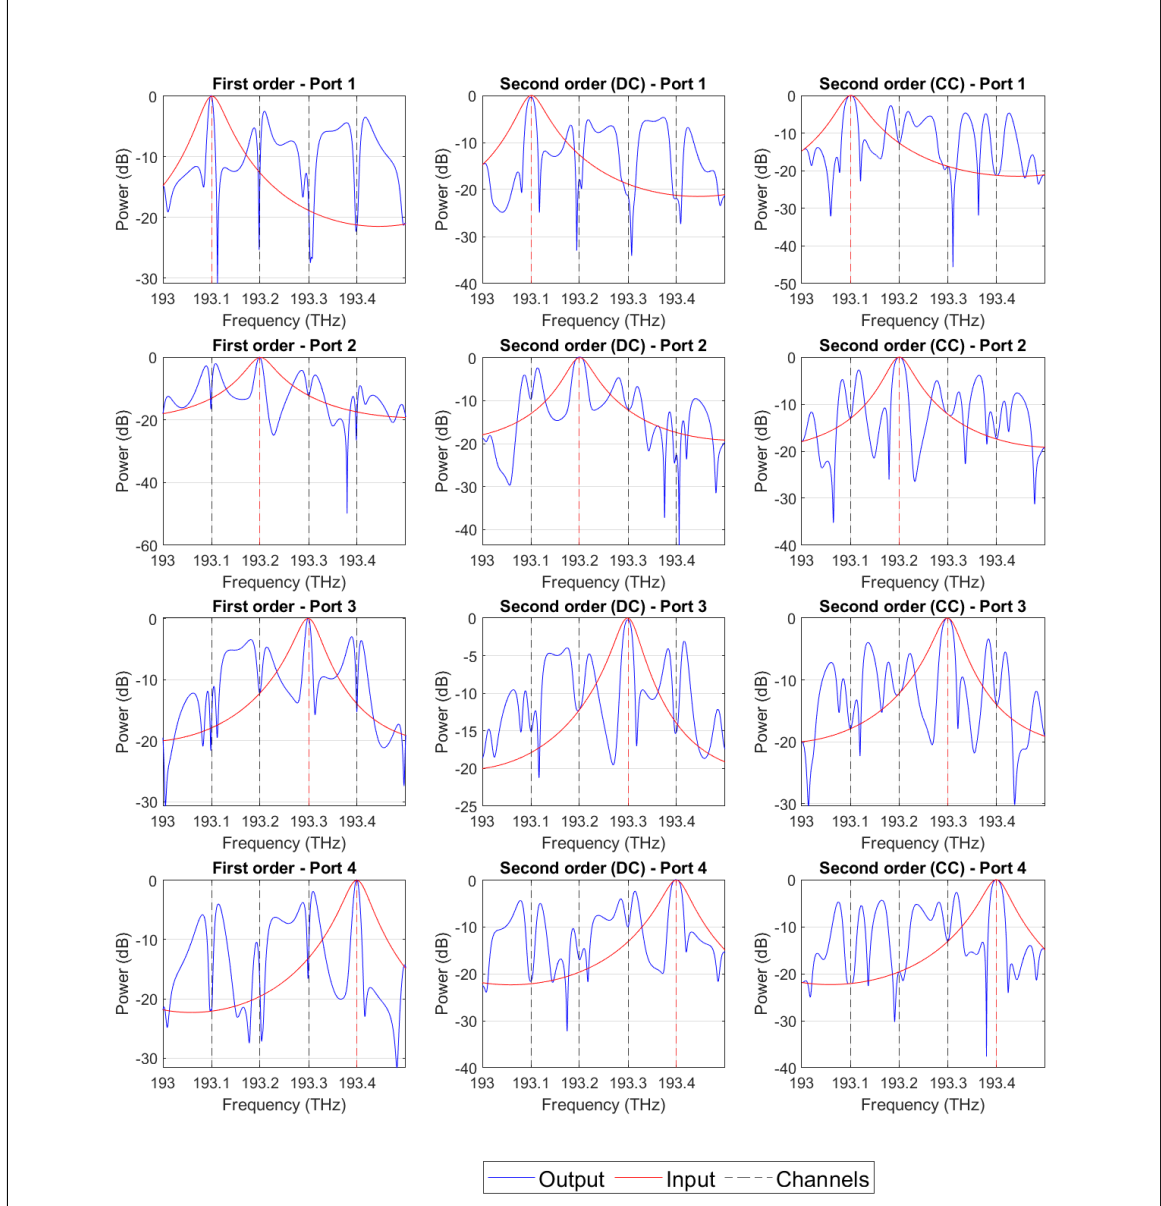 First order - Port 1
Second order (DC) - Port 1
Second order (CC) - Port 1
0
-10
-20
-30
Power (dB)
193 193.1 193.2 193.3 193.4
Frequency (THz)
0
-10
-20
-30
-40
Power (dB)
193 193.1 193.2 193.3 193.4
Frequency (THz)
0
-10
-20
-30
-40
-50
Power (dB)
193 193.1 193.2 193.3 193.4
Frequency (THz)
First order - Port 2
Second order (DC) - Port 2
Second order (CC) - Port 2
0
-20
-40
-60
Power (dB)
193 193.1 193.2 193.3 193.4
Frequency (THz)
0
-10
-20
-30
-40
Power (dB)
193 193.1 193.2 193.3 193.4
Frequency (THz)
0
-10
-20
-30
-40
Power (dB)
193 193.1 193.2 193.3 193.4
Frequency (THz)
First order - Port 3
Second order (DC) - Port 3
Second order (CC) - Port 3
0
-10
-20
-30
Power (dB)
193 193.1 193.2 193.3 193.4
Frequency (THz)
0
-5
-10
-15
-20
-25
Power (dB)
193 193.1 193.2 193.3 193.4
Frequency (THz)
0
-10
-20
-30
Power (dB)
193 193.1 193.2 193.3 193.4
Frequency (THz)
First order - Port 4
Second order (DC) - Port 4
Second order (CC) - Port 4
0
-10
-20
-30
Power (dB)
193 193.1 193.2 193.3 193.4
Frequency (THz)
0
-10
-20
-30
-40
Power (dB)
193 193.1 193.2 193.3 193.4
Frequency (THz)
0
-10
-20
-30
-40
Power (dB)
193 193.1 193.2 193.3 193.4
Frequency (THz)
Output Input Channels